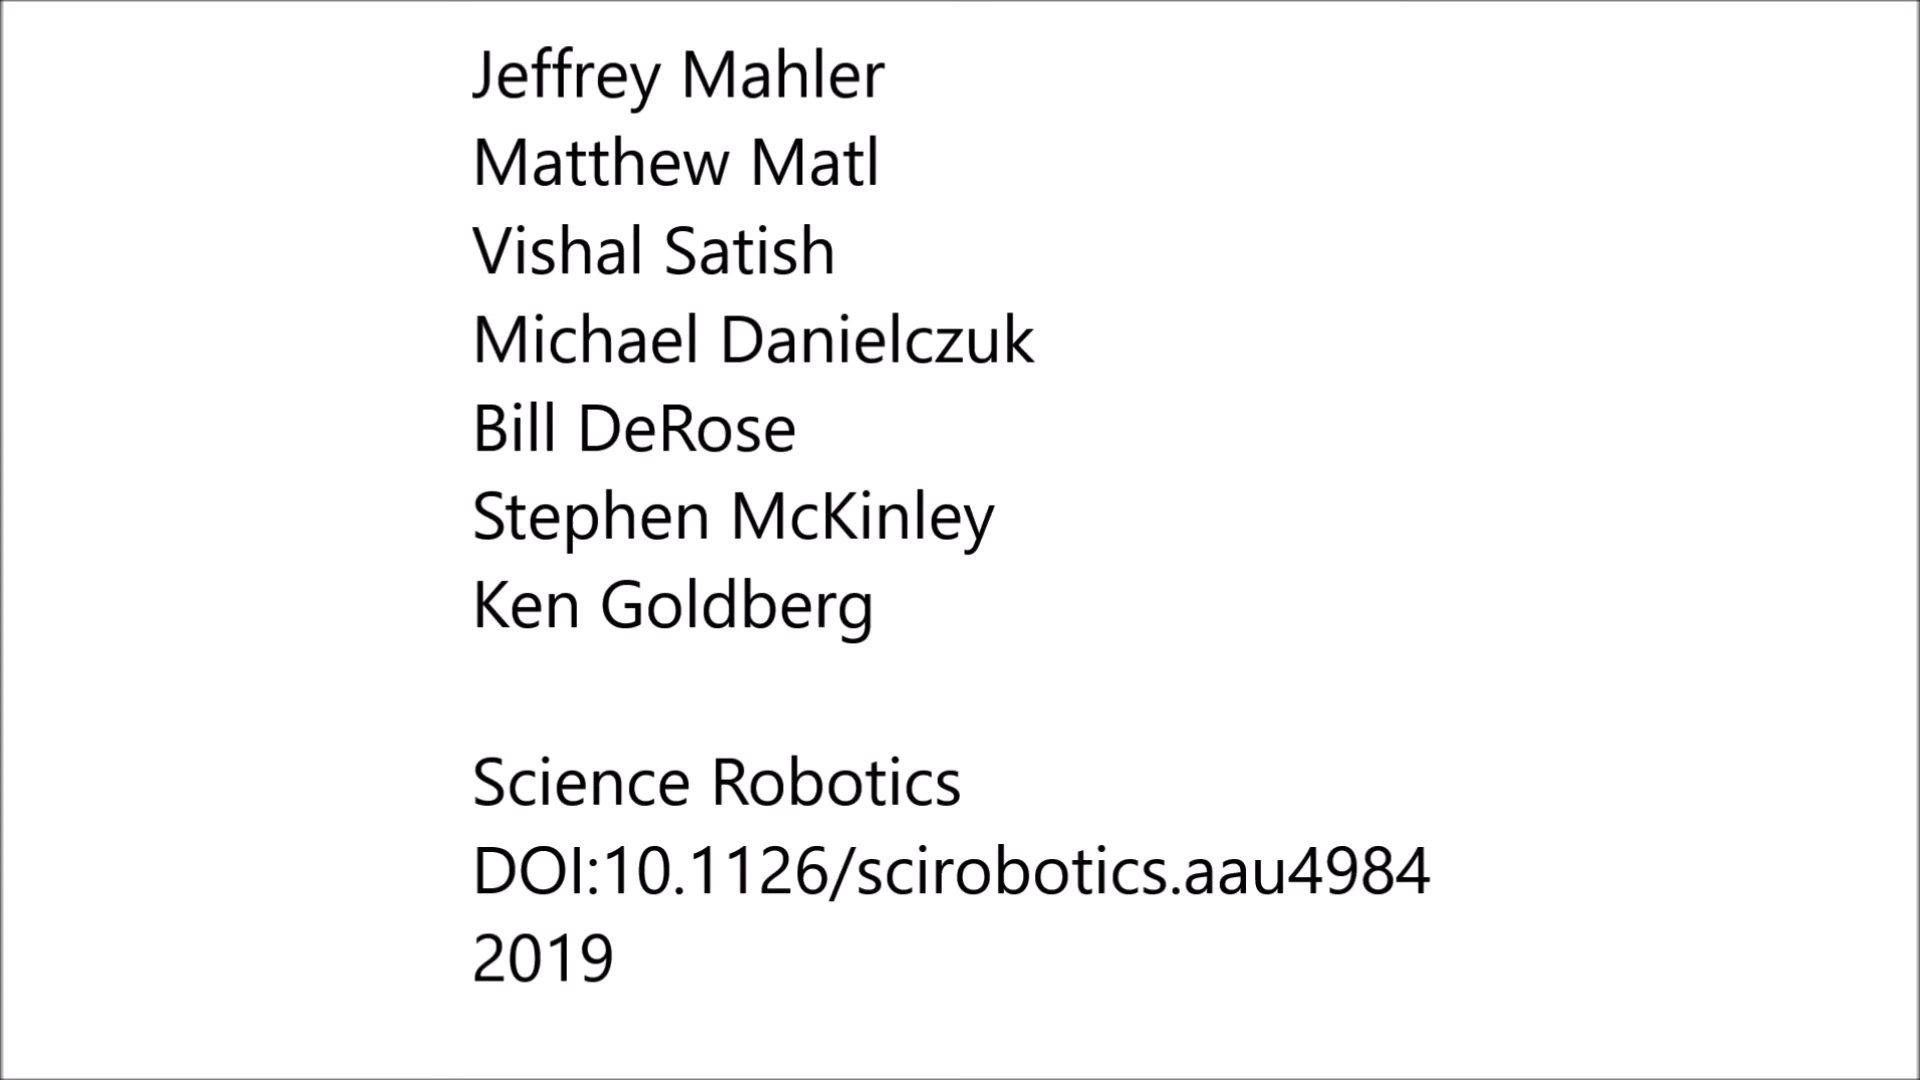 Jeffrey Mahler
Matthew Matl
Vishal Satish
Michael Danielczuk
Bill DeRose
Stephen McKinley
Ken Goldberg
Science Robotics
DOI:10.1126/scirobotics.aau4984
2019